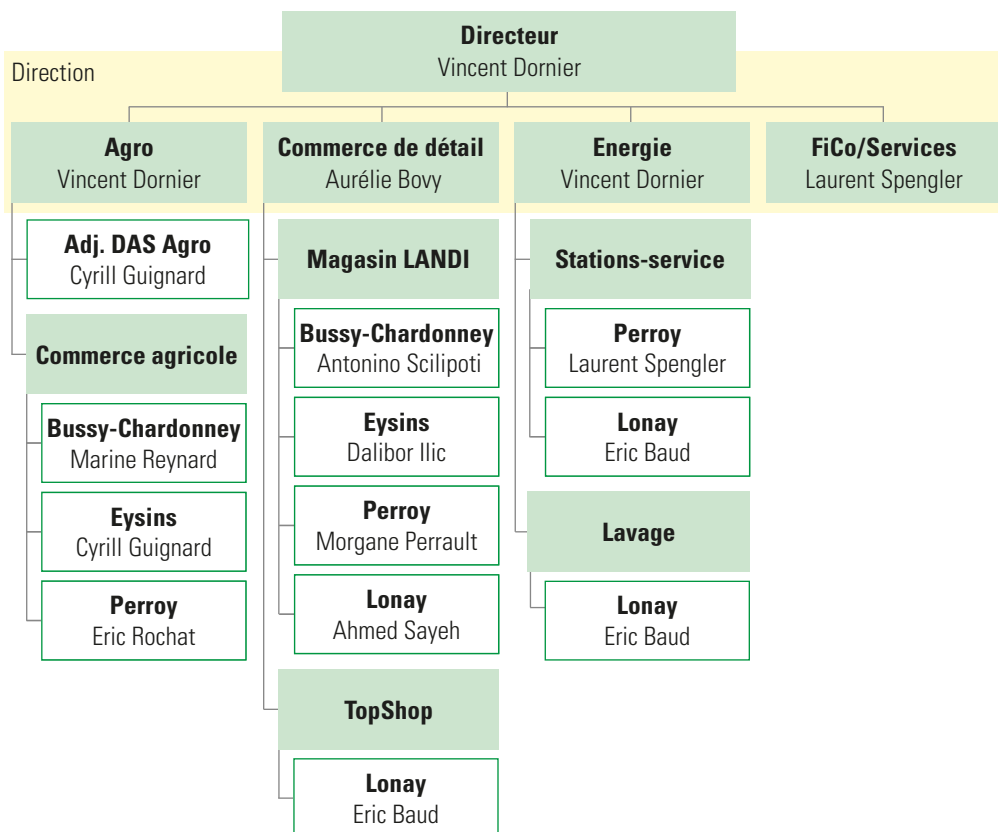 Directeur
Vincent Dornier
Direction
Agro
Vincent Dornier
Commerce de détail
Aurélie Bovy
Energie
Vincent Dornier
FiCo/Services
Laurent Spengler
Adj. DAS Agro
Cyrill Guignard
Commerce agricole
Bussy-Chardonney
Marine Reynard
Eysins
Cyrill Guignard
Perroy
Eric Rochat
Magasin LANDI
Bussy-Chardonney
Antonino Scilipoti
Eysins
Dalibor Ilic
Perroy
Morgane Perrault
Lonay
Ahmed Sayeh
TopShop
Lonay
Eric Baud
Stations-service
Perroy
Laurent Spengler
Lonay
Eric Baud
Lavage
Lonay
Eric Baud